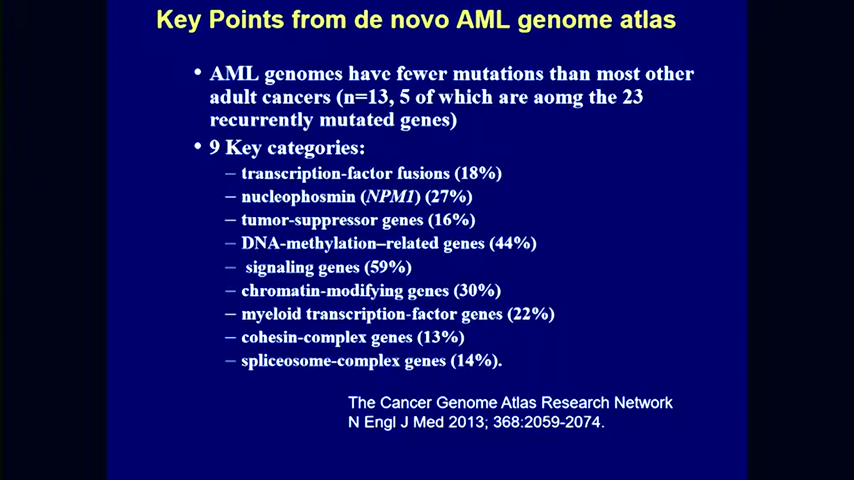 Key Points from de novo AML genome atlas
• AML genomes have fewer mutations than most other
adult cancers (n=13, 5 of which are aomg the 23
recurrently mutated genes)
• 9 Key categories:
– transcription-factor fusions (18%)
– nucleophosmin (NPM1) (27%)
– tumor-suppressor genes (16%)
– DNA-methylation–related genes (44%)
– signaling genes (59%)
– chromatin-modifying genes (30%)
– myeloid transcription-factor genes (22%)
– cohesin-complex genes (13%)
– spliceosome-complex genes (14%).
The Cancer Genome Atlas Research Network
N Engl J Med 2013; 368:2059-2074.